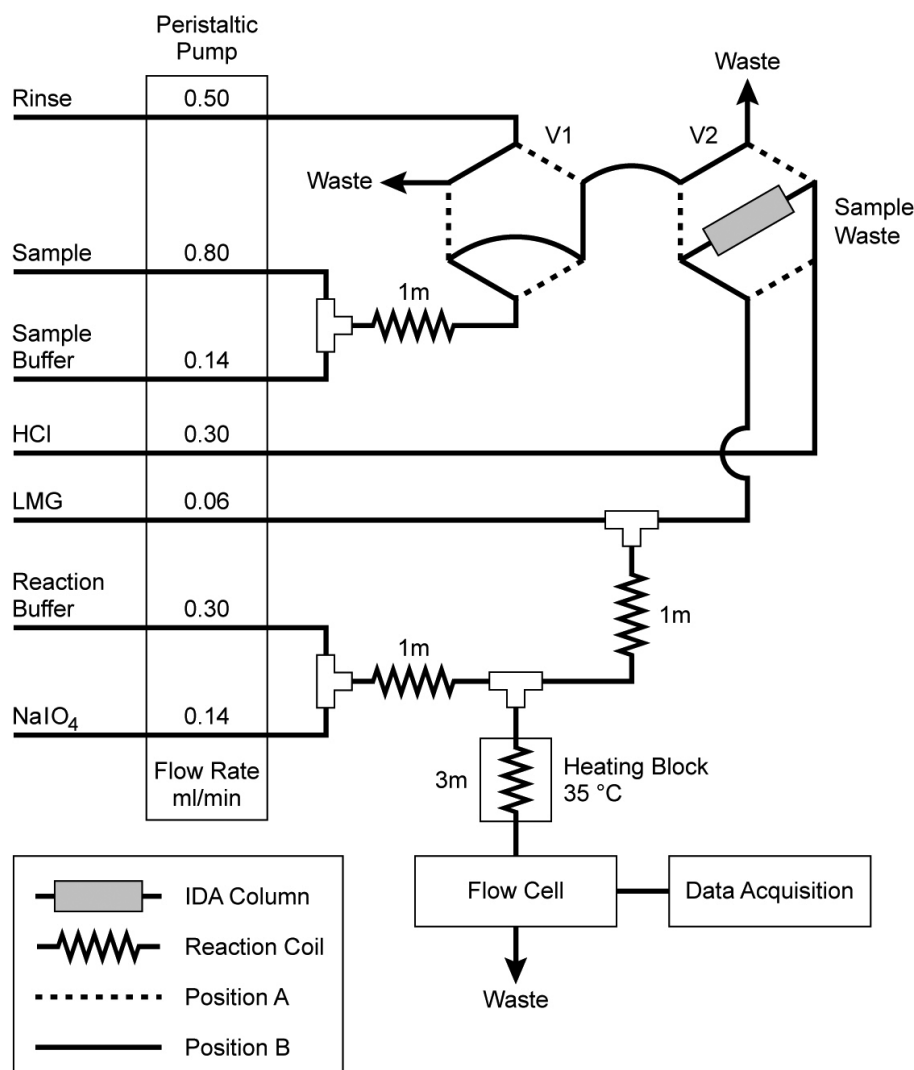 Peristaltic
Pump
Rinse
0.50
Waste
V1
V2
Waste
Sample
Waste
Sample
0.80
1m
Sample
Buffer
0.14
HCl
0.30
LMG
0.06
Reaction
Buffer
0.30
1m
1m
NaIO4
0.14
Flow Rate
ml/min
3m
Heating Block
35 °C
Flow Cell
Data Acquisition
Waste
IDA Column
Reaction Coil
Position A
Position B